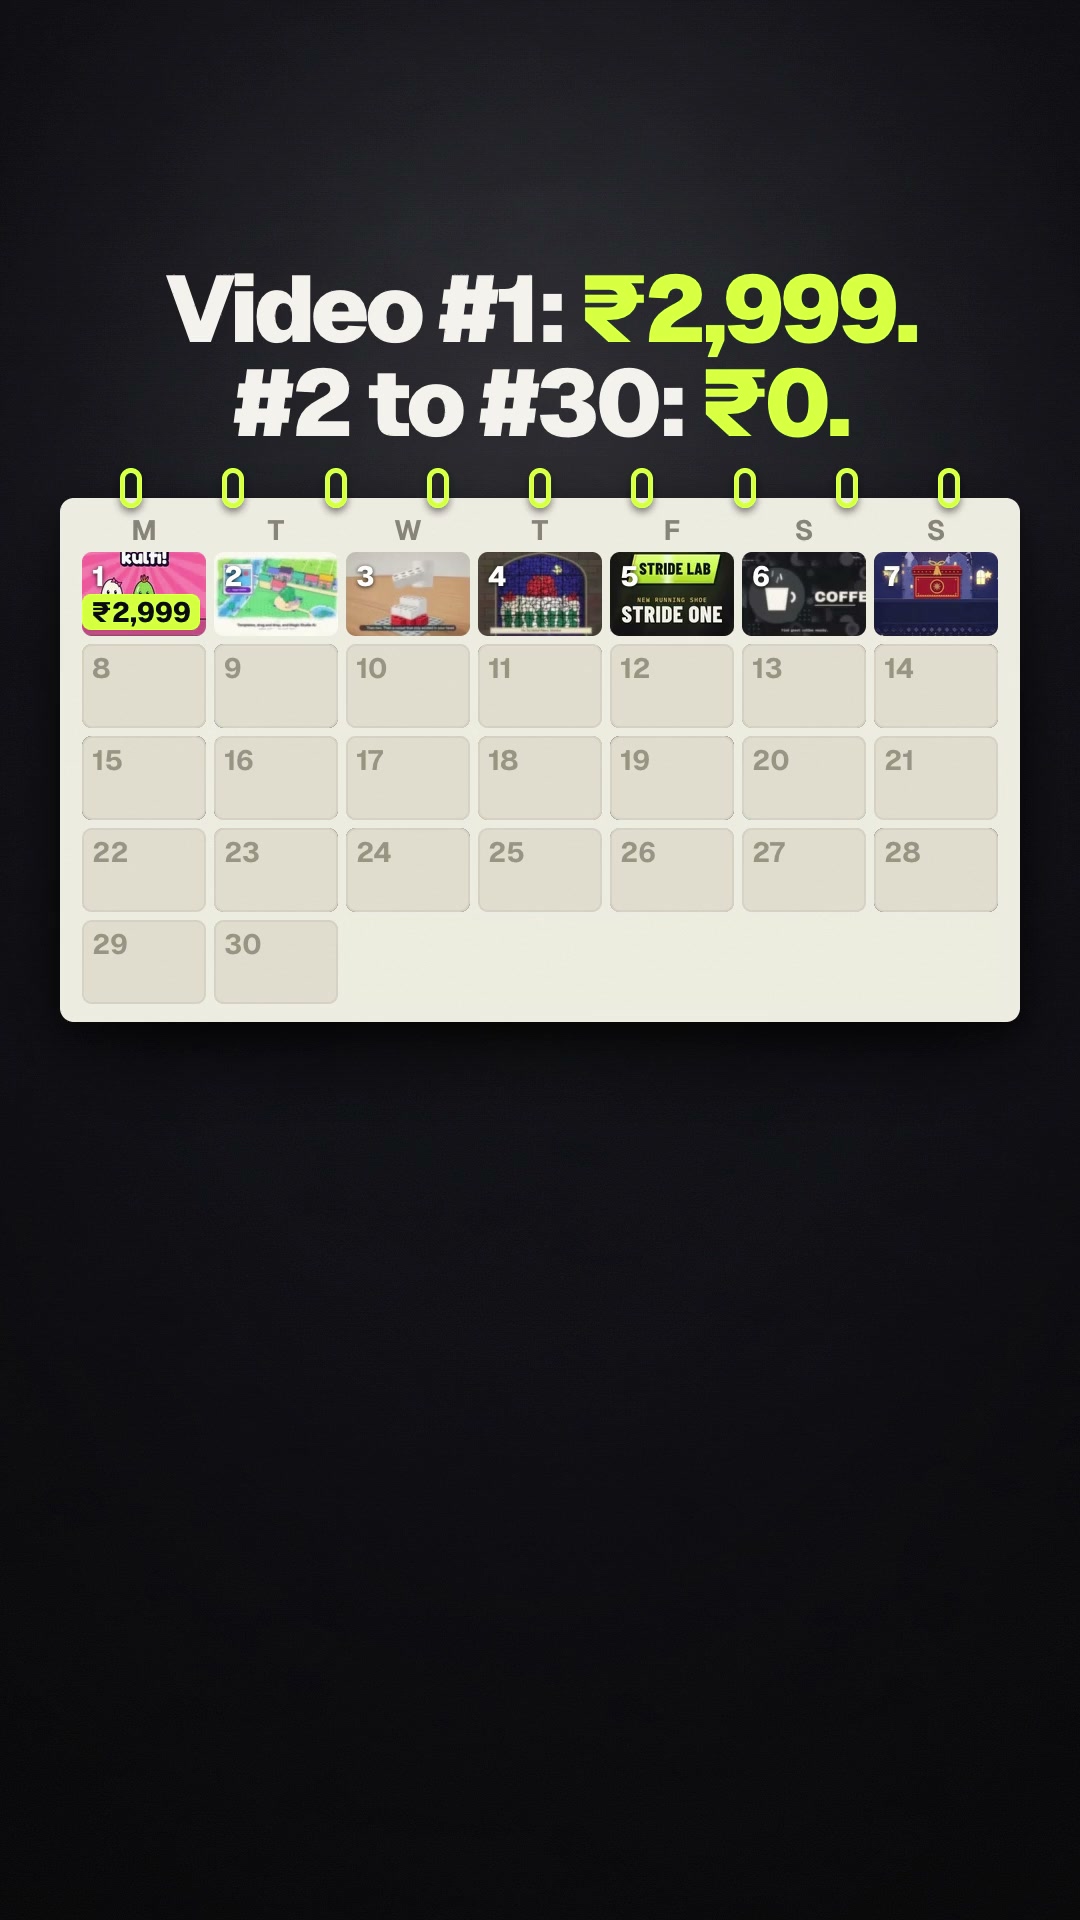 Video #1: ₹2,999.
#2 to #30: ₹0.
M T W T F S S
kulfi!
1 2 3 4 5 6 7
₹2,999
STRIDE LAB
NEW RUNNING SHOE
STRIDE ONE
COFFE
8 9 10 11 12 13 14
15 16 17 18 19 20 21
22 23 24 25 26 27 28
29 30